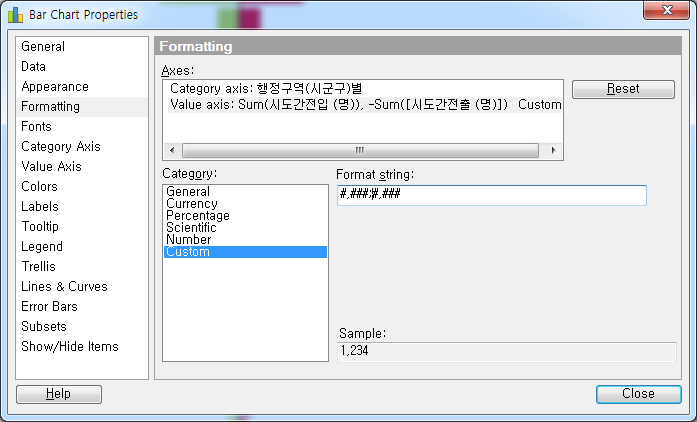 Bar Chart Properties
General
Data
Appearance
Formatting
Fonts
Category Axis
Value Axis
Colors
Labels
Tooltip
Legend
Trellis
Lines & Curves
Error Bars
Subsets
Show/Hide Items
Formatting
Axes:
Category axis: 행정구역(시군구)별
Value axis: Sum(시도간전입 (명)), -Sum([시도간전출 (명)]) Custom
Reset
Category:
General
Currency
Percentage
Scientific
Number
Custom
Format string:
#,###;#,###
Sample:
1,234
Help
Close